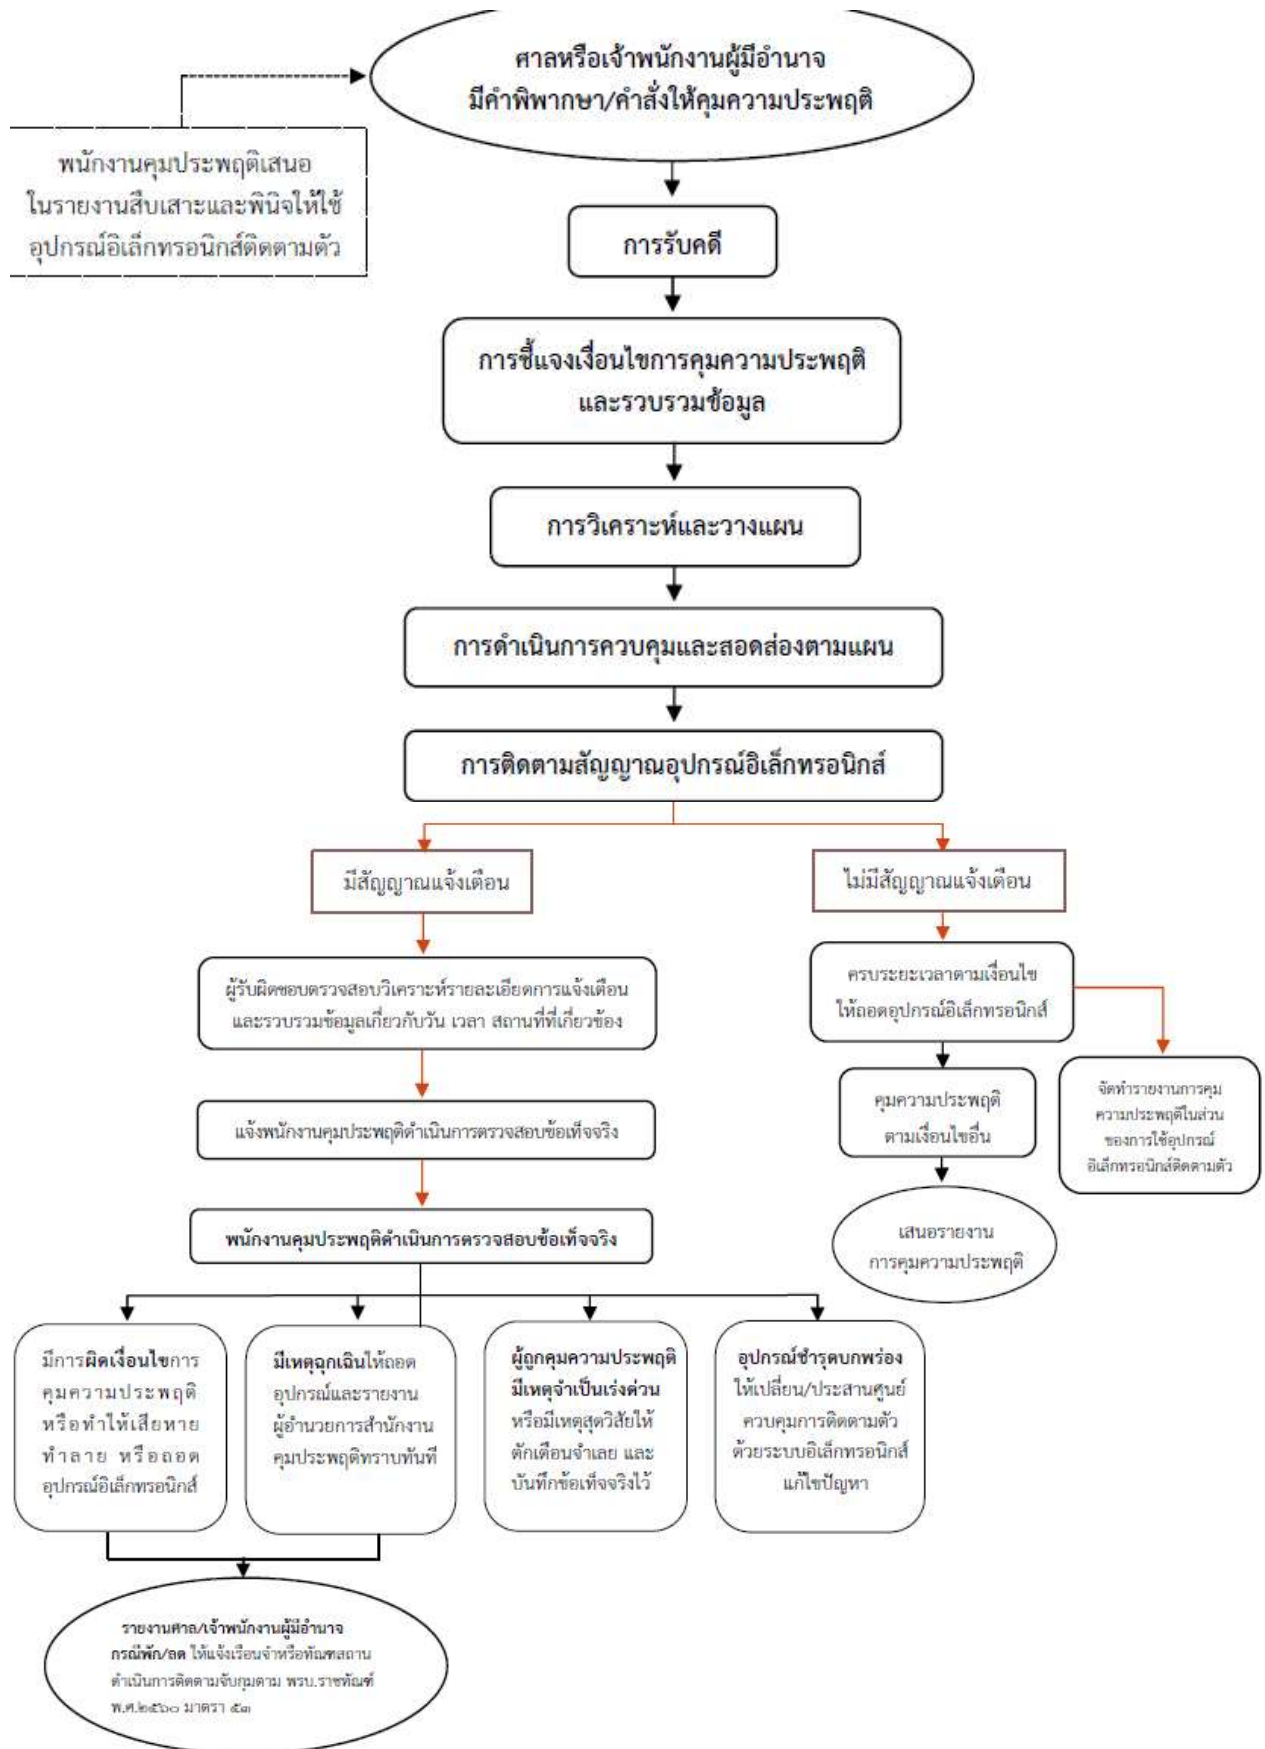 ศาลหรือเจ้าพนักงานผู้มีอำนาจ
มีคำพิพากษา/คำสั่งให้คุมความประพฤติ
พนักงานคุมประพฤติเสนอ
ในรายงานสืบเสาะและพินิจให้ใช้
อุปกรณ์อิเล็กทรอนิกส์ติดตามตัว
การรับคดี
การชี้แจงเงื่อนไขการคุมความประพฤติ
และรวบรวมข้อมูล
การวิเคราะห์และวางแผน
การดำเนินการควบคุมและสอดส่องตามแผน
การติดตามสัญญาณอุปกรณ์อิเล็กทรอนิกส์
มีสัญญาณแจ้งเตือน
ไม่มีสัญญาณแจ้งเตือน
ผู้รับผิดชอบตรวจสอบวิเคราะห์รายละเอียดการแจ้งเตือน
และรวบรวมข้อมูลเกี่ยวกับวัน เวลา สถานที่ที่เกี่ยวข้อง
ครบระยะเวลาตามเงื่อนไข
ให้ถอดอุปกรณ์อิเล็กทรอนิกส์
แจ้งพนักงานคุมประพฤติดำเนินการตรวจสอบข้อเท็จจริง
คุมความประพฤติ
ตามเงื่อนไขอื่น
จัดทำรายงานการคุม
ความประพฤติในส่วน
ของการใช้อุปกรณ์
อิเล็กทรอนิกส์ติดตามตัว
พนักงานคุมประพฤติดำเนินการตรวจสอบข้อเท็จจริง
เสนอรายงาน
การคุมความประพฤติ
มีการผิดเงื่อนไขการ
คุมความประพฤติ
หรือทำให้เสียหาย
ทำลาย หรือถอด
อุปกรณ์อิเล็กทรอนิกส์
มีเหตุฉุกเฉินให้ถอด
อุปกรณ์และรายงาน
ผู้อำนวยการสำนักงาน
คุมประพฤติทราบทันที
ผู้ถูกคุมความประพฤติ
มีเหตุจำเป็นเร่งด่วน
หรือมีเหตุสุดวิสัยให้
ตักเตือนจำเลย และ
บันทึกข้อเท็จจริงไว้
อุปกรณ์ชำรุดบกพร่อง
ให้เปลี่ยน/ประสานศูนย์
ควบคุมการติดตามตัว
ด้วยระบบอิเล็กทรอนิกส์
แก้ไขปัญหา
รายงานศาล/เจ้าพนักงานผู้มีอำนาจ
กรณีพัก/ลด ให้แจ้งเรือนจำหรือทัณฑสถาน
ดำเนินการติดตามจับกุมตาม พรบ.ราชทัณฑ์
พ.ศ.๒๕๖๐ มาตรา ๕๓